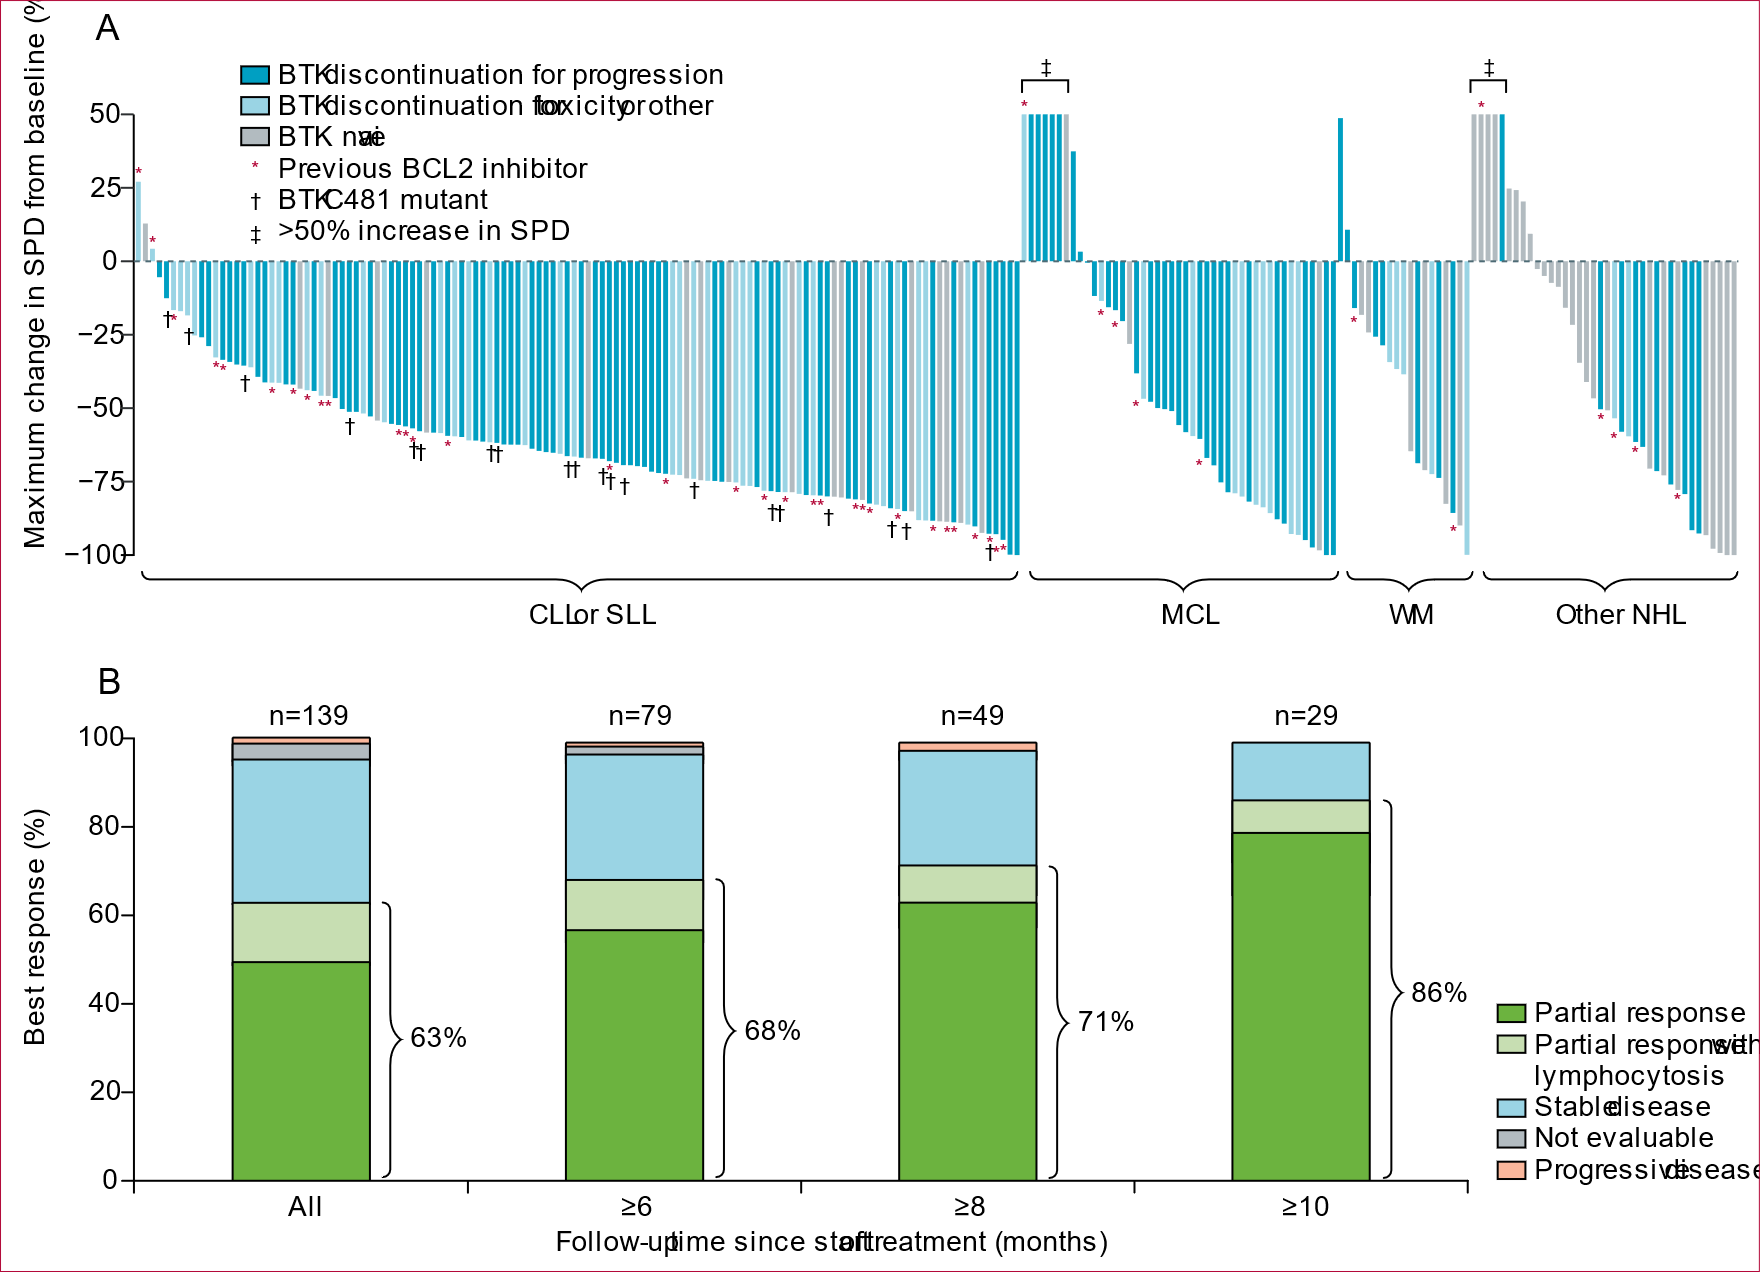 A
Maximum change in SPD from baseline (%
BTK discontinuation for progression
BTK discontinuation for toxicity or other
BTK naive
* Previous BCL2 inhibitor
† BTK C481 mutant
‡ >50% increase in SPD
‡
‡
50
25
0
−25
−50
−75
−100
CLL or SLL
MCL
WM
Other NHL
B
n=139
n=79
n=49
n=29
Best response (%)
100
80
60
40
20
0
63%
68%
71%
86%
Partial response
Partial response with
lymphocytosis
Stable disease
Not evaluable
Progressive disease
All
≥6
≥8
≥10
Follow-up time since start of treatment (months)